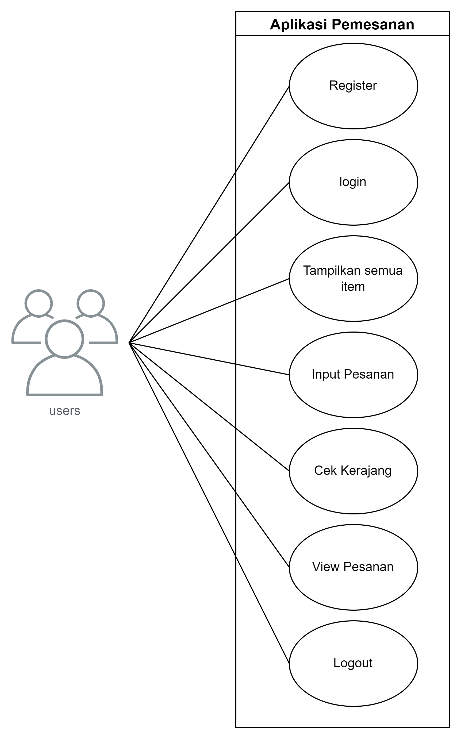 Aplikasi Pemesanan
Register
login
Tampilkan semua
item
Input Pesanan
Cek Kerajang
View Pesanan
Logout
users